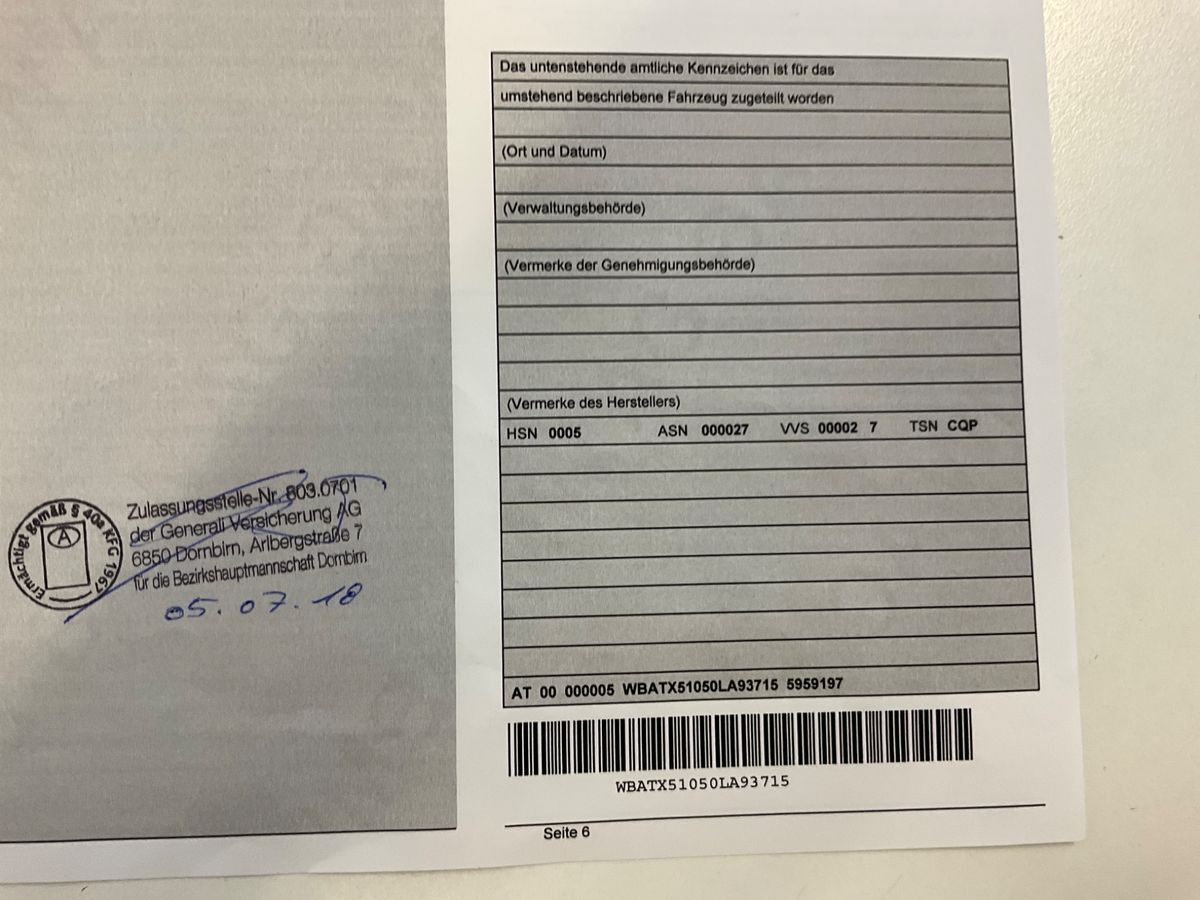 Ermächtigt gemäß § 40a KFG 1967
A
Zulassungsstelle-Nr. 803.0701
der Generali Versicherung AG
6850 Dornbirn, Arlbergstraße 7
für die Bezirkshauptmannschaft Dornbirn
05.07.18
Das untenstehende amtliche Kennzeichen ist für das
umstehend beschriebene Fahrzeug zugeteilt worden
(Ort und Datum)
(Verwaltungsbehörde)
(Vermerke der Genehmigungsbehörde)
(Vermerke des Herstellers)
HSN 0005 ASN 000027 VVS 00002 7 TSN CQP
AT 00 000005 WBATX51050LA93715 5959197
WBATX51050LA93715
Seite 6